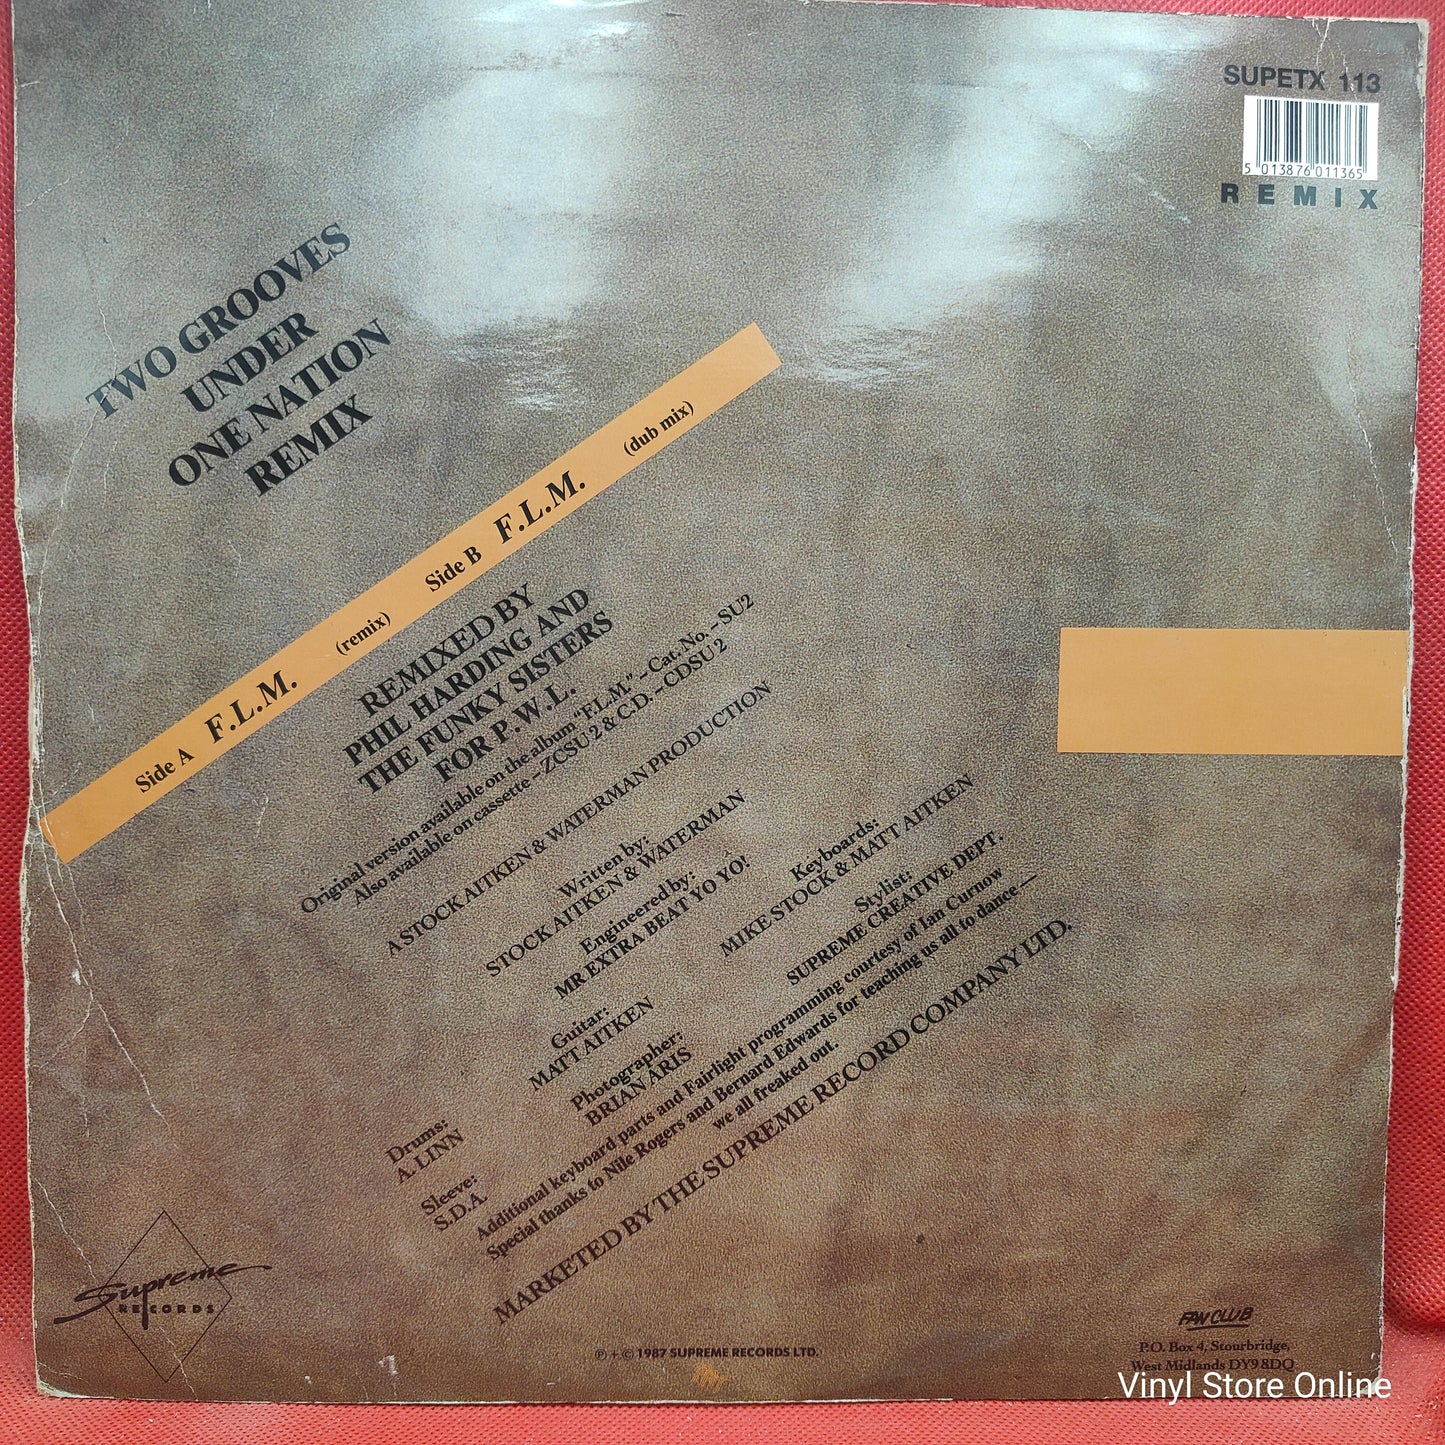 SUPETX 113
5 013876 011365
REMIX
TWO GROOVES
UNDER
ONE NATION
REMIX
Side A F.L.M. (remix) Side B F.L.M. (dub mix)
REMIXED BY
PHIL HARDING AND
THE FUNKY SISTERS
FOR P.W.L.
Original version available on the album "F.L.M." – Cat. No. – SU2
Also available on cassette – ZCSU 2 & C.D. – CDSU 2
A STOCK AITKEN & WATERMAN PRODUCTION
Written by:
STOCK AITKEN & WATERMAN
Engineered by:
MR EXTRA BEAT YO YO!
Keyboards:
MIKE STOCK & MATT AITKEN
Guitar:
MATT AITKEN
Stylist:
SUPREME CREATIVE DEPT.
Drums:
A. LINN
Photographer:
BRIAN ARIS
Sleeve:
S.D.A.
Additional keyboard parts and Fairlight programming courtesy of Ian Curnow
Special thanks to Nile Rogers and Bernard Edwards for teaching us all to dance —
we all freaked out.
MARKETED BY THE SUPREME RECORD COMPANY LTD.
Supreme
RECORDS
℗ + © 1987 SUPREME RECORDS LTD.
FAN CLUB
P.O. Box 4, Stourbridge,
West Midlands DY9 8DQ
Vinyl Store Online